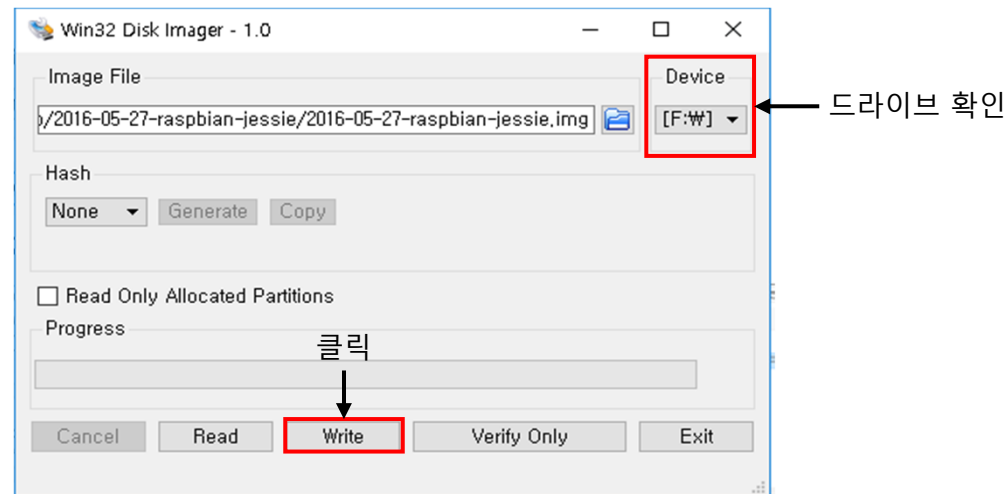 Win32 Disk Imager - 1.0
Image File
Device
/2016-05-27-raspbian-jessie/2016-05-27-raspbian-jessie.img
[F:₩]
드라이브 확인
Hash
None
Generate
Copy
Read Only Allocated Partitions
Progress
클릭
Cancel
Read
Write
Verify Only
Exit